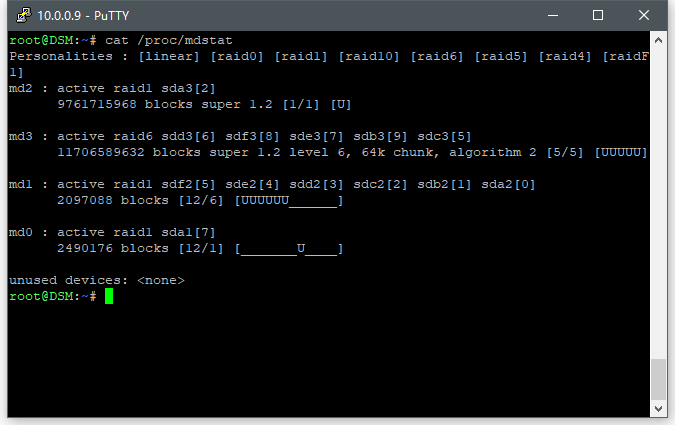 10.0.0.9 - PuTTY
root@DSM:~# cat /proc/mdstat
Personalities : [linear] [raid0] [raid1] [raid10] [raid6] [raid5] [raid4] [raidF
1]
md2 : active raid1 sda3[2]
      9761715968 blocks super 1.2 [1/1] [U]

md3 : active raid6 sdd3[6] sdf3[8] sde3[7] sdb3[9] sdc3[5]
      11706589632 blocks super 1.2 level 6, 64k chunk, algorithm 2 [5/5] [UUUUU]

md1 : active raid1 sdf2[5] sde2[4] sdd2[3] sdc2[2] sdb2[1] sda2[0]
      2097088 blocks [12/6] [UUUUUU______]

md0 : active raid1 sda1[7]
      2490176 blocks [12/1] [_______U____]

unused devices: <none>
root@DSM:~#